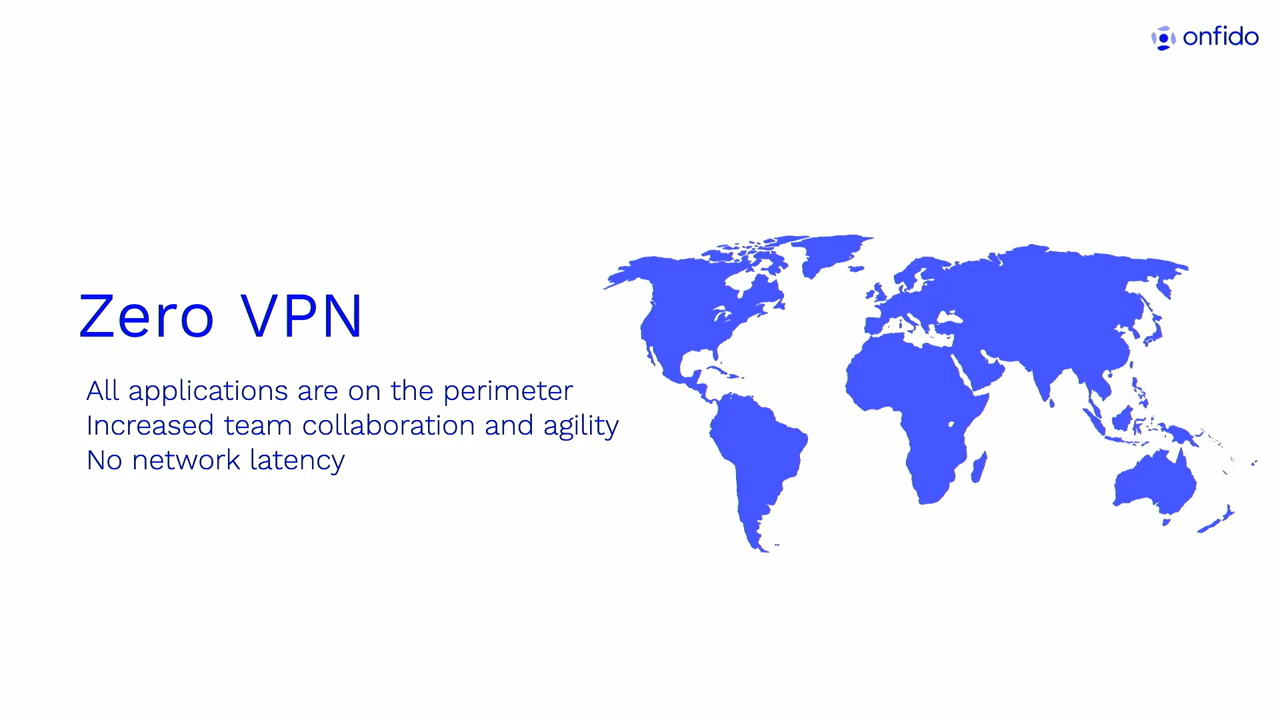 onfido
Zero VPN
All applications are on the perimeter
Increased team collaboration and agility
No network latency